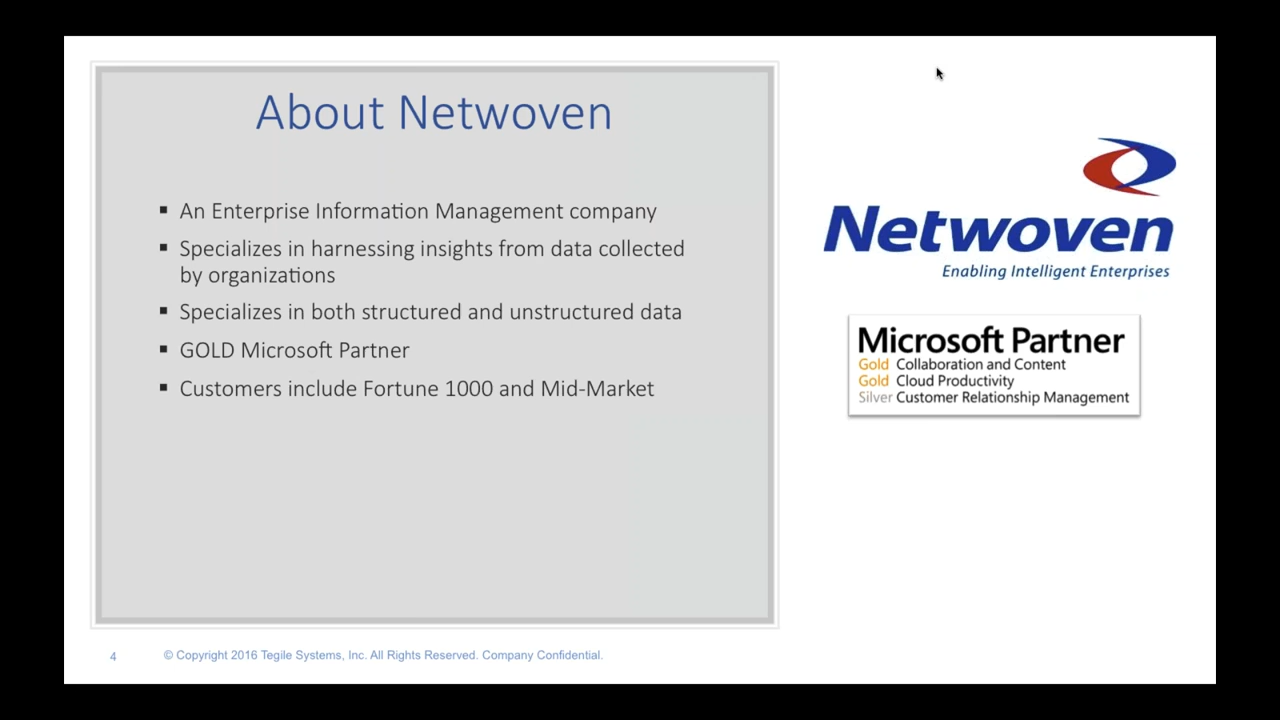 About Netwoven
▪ An Enterprise Information Management company
▪ Specializes in harnessing insights from data collected
by organizations
▪ Specializes in both structured and unstructured data
▪ GOLD Microsoft Partner
▪ Customers include Fortune 1000 and Mid-Market
Netwoven
Enabling Intelligent Enterprises
Microsoft Partner
Gold Collaboration and Content
Gold Cloud Productivity
Silver Customer Relationship Management
4 © Copyright 2016 Tegile Systems, Inc. All Rights Reserved. Company Confidential.